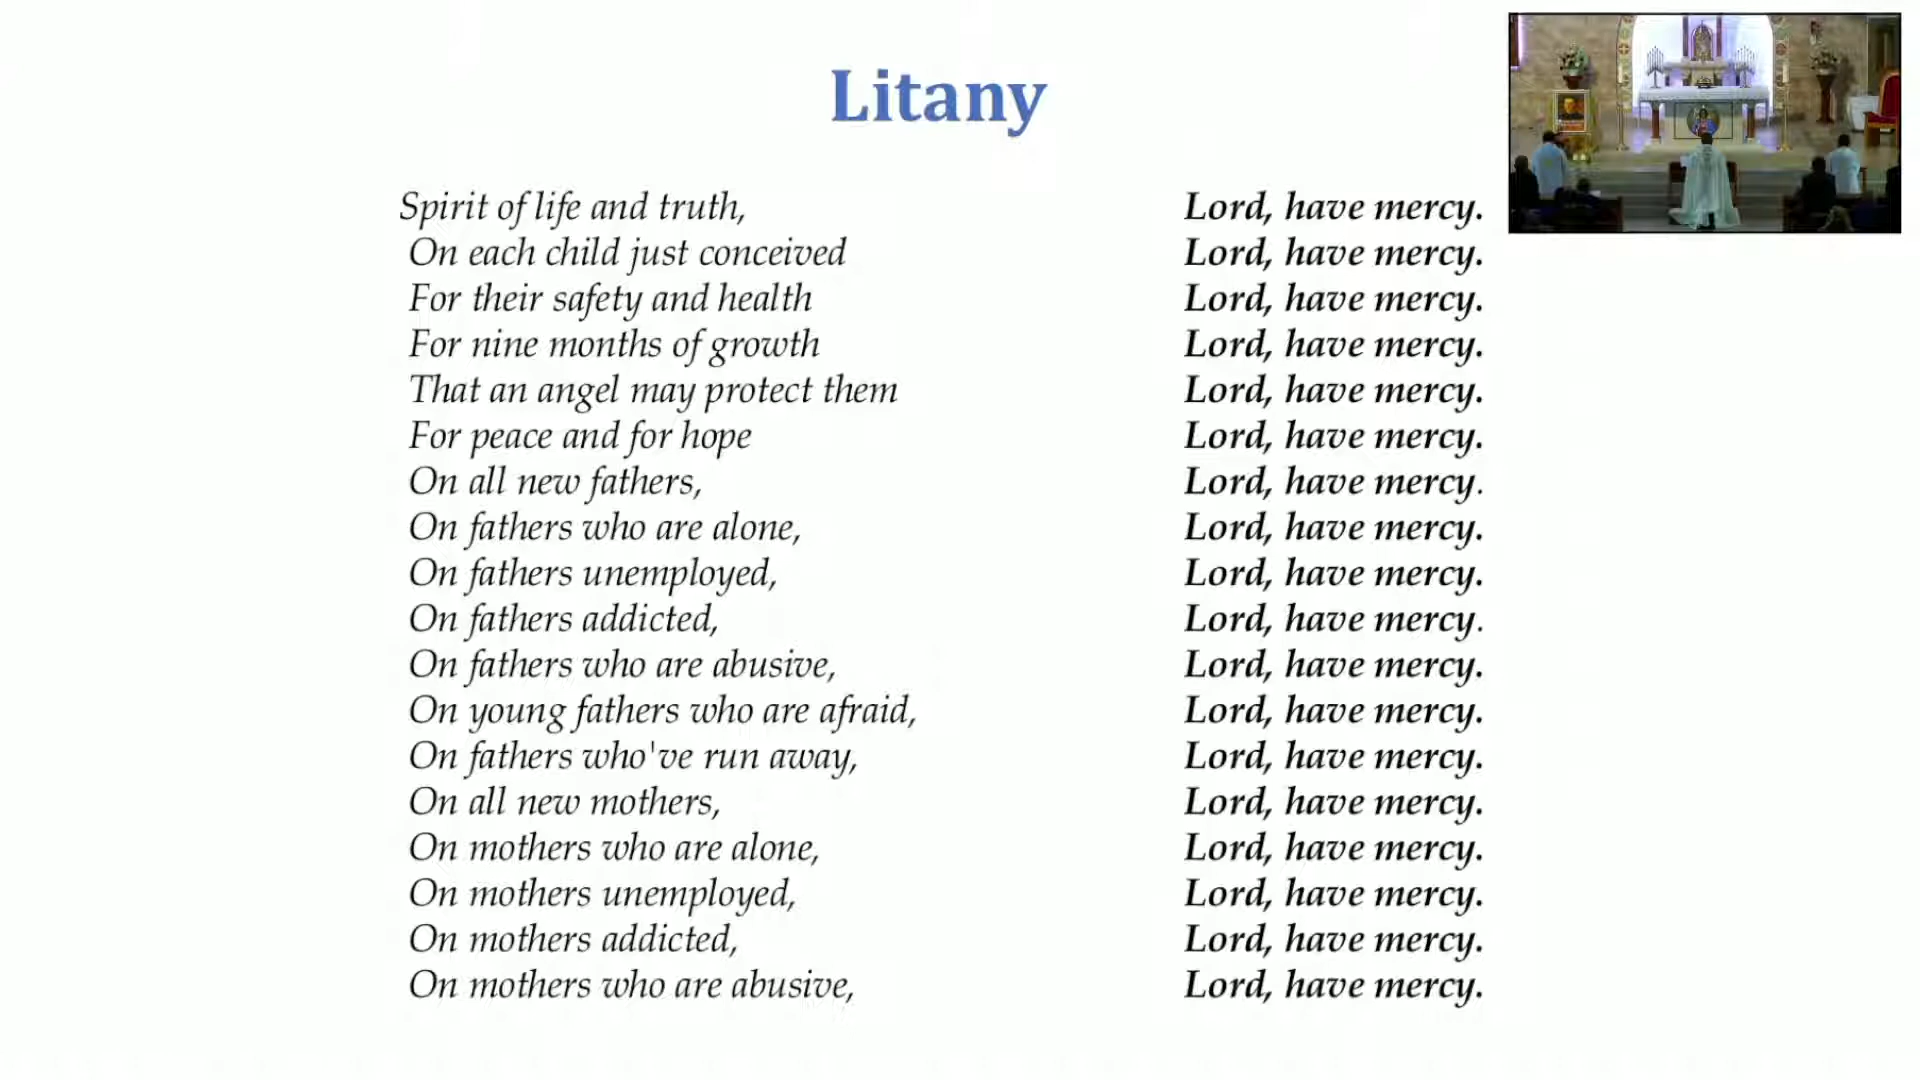 Litany
Spirit of life and truth, Lord, have mercy.
On each child just conceived Lord, have mercy.
For their safety and health Lord, have mercy.
For nine months of growth Lord, have mercy.
That an angel may protect them Lord, have mercy.
For peace and for hope Lord, have mercy.
On all new fathers, Lord, have mercy.
On fathers who are alone, Lord, have mercy.
On fathers unemployed, Lord, have mercy.
On fathers addicted, Lord, have mercy.
On fathers who are abusive, Lord, have mercy.
On young fathers who are afraid, Lord, have mercy.
On fathers who've run away, Lord, have mercy.
On all new mothers, Lord, have mercy.
On mothers who are alone, Lord, have mercy.
On mothers unemployed, Lord, have mercy.
On mothers addicted, Lord, have mercy.
On mothers who are abusive, Lord, have mercy.